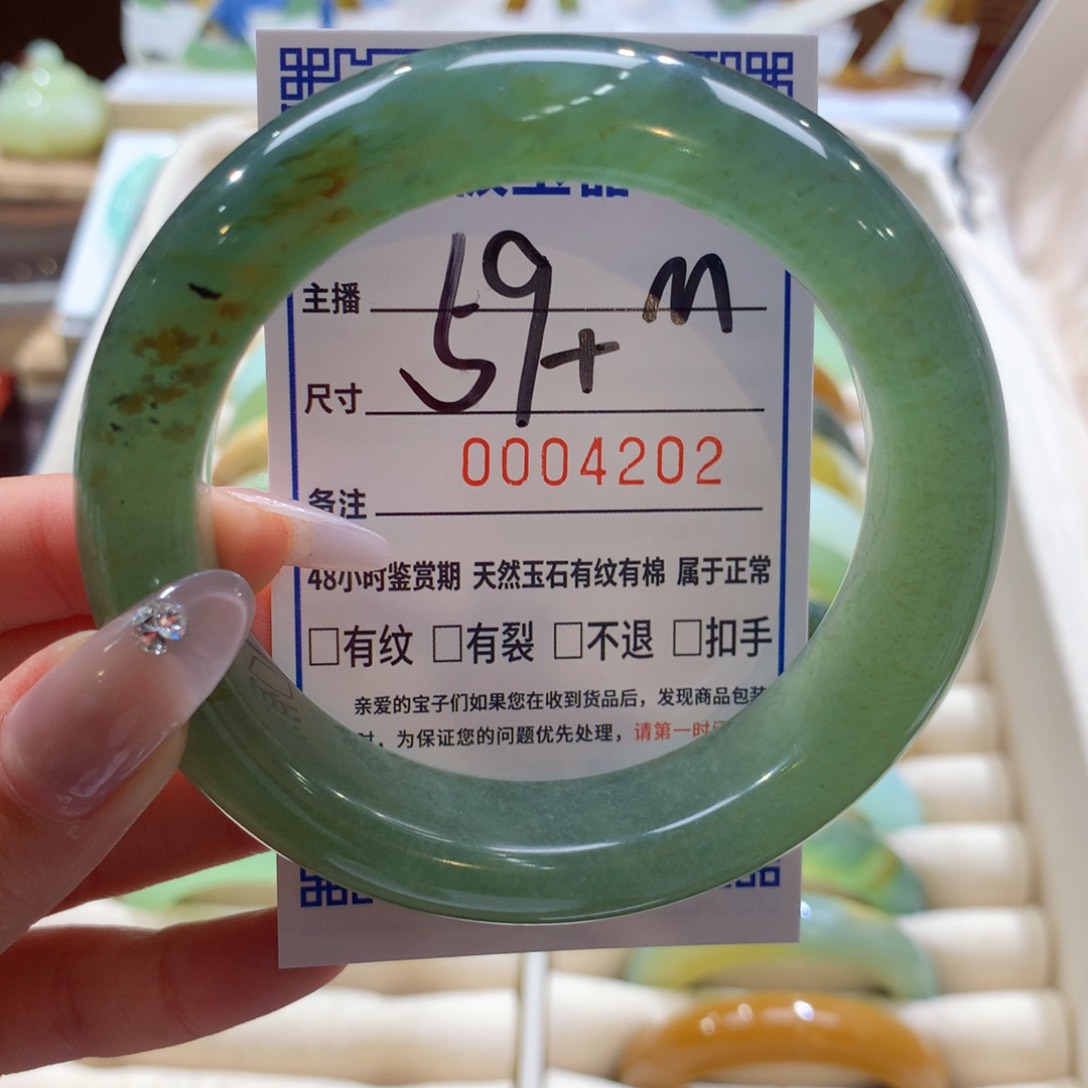 主播 59+ m
尺寸
0004202
备注
48小时鉴赏期 天然玉石有纹有棉 属于正常
□有纹 □有裂 □不退 □扣手
亲爱的宝子们如果您在收到货品后，发现商品包装
时，为保证您的问题优先处理，请第一时